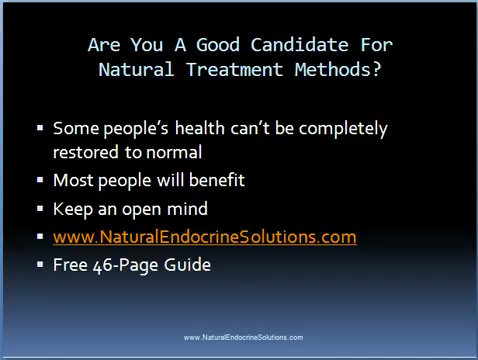 Are You A Good Candidate For
Natural Treatment Methods?
Some people's health can't be completely
restored to normal
Most people will benefit
Keep an open mind
www.NaturalEndocrineSolutions.com
Free 46-Page Guide
www.NaturalEndocrineSolutions.com